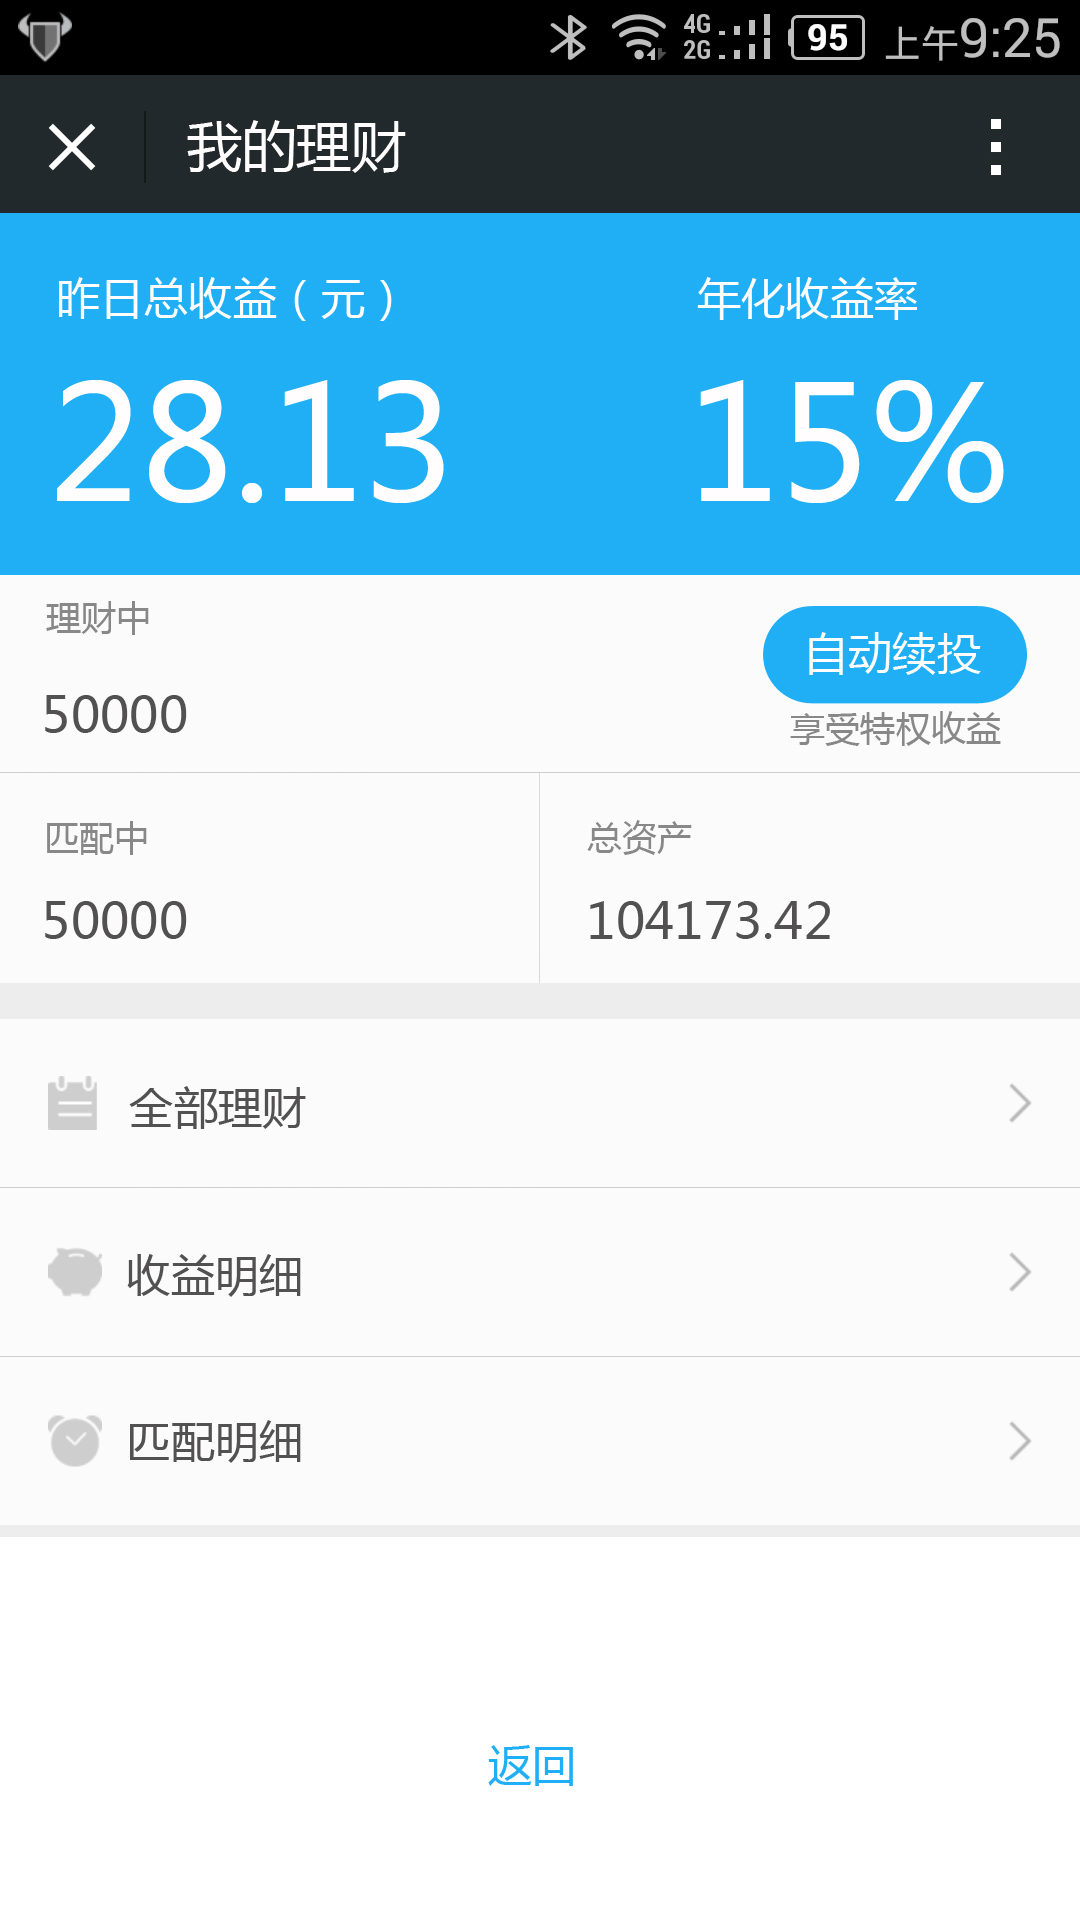 4G
2G
95
上午9:25
我的理财
昨日总收益（元）
年化收益率
28.13
15%
理财中
自动续投
50000
享受特权收益
匹配中
总资产
50000
104173.42
全部理财
收益明细
匹配明细
返回